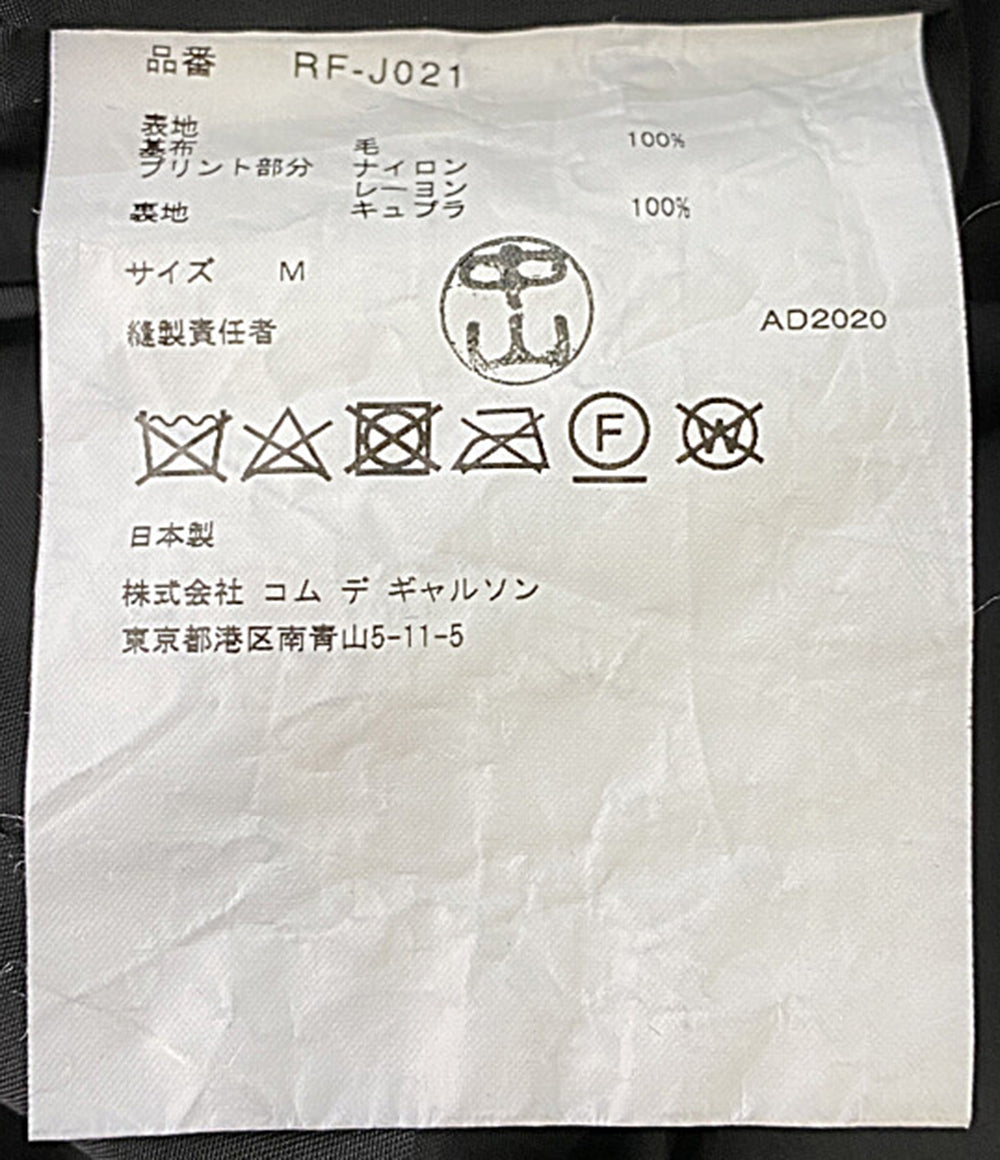 品番 RF-J021
表地
基布 毛 100%
プリント部分 ナイロン
レーヨン
裏地 キュプラ 100%
サイズ M
縫製責任者 中山 AD2020
F W
日本製
株式会社 コム デ ギャルソン
東京都港区南青山5-11-5